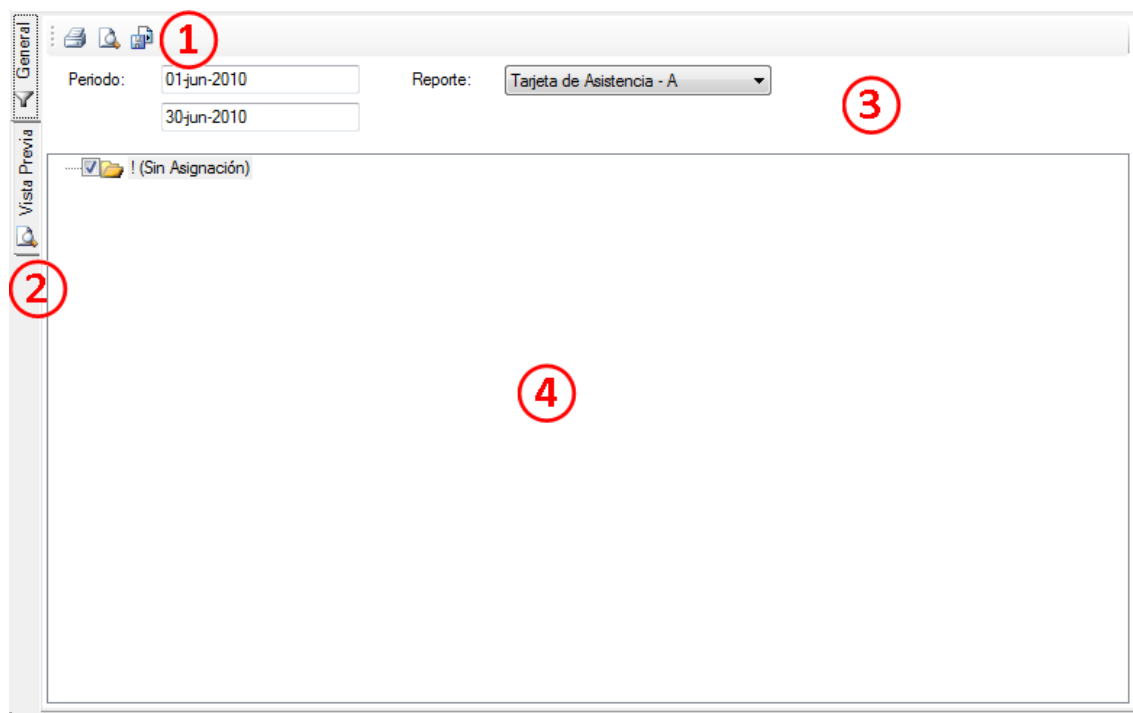 General
1
Periodo: 01-jun-2010 Reporte: Tarjeta de Asistencia - A
30-jun-2010
3
Vista Previa
! (Sin Asignación)
2
4